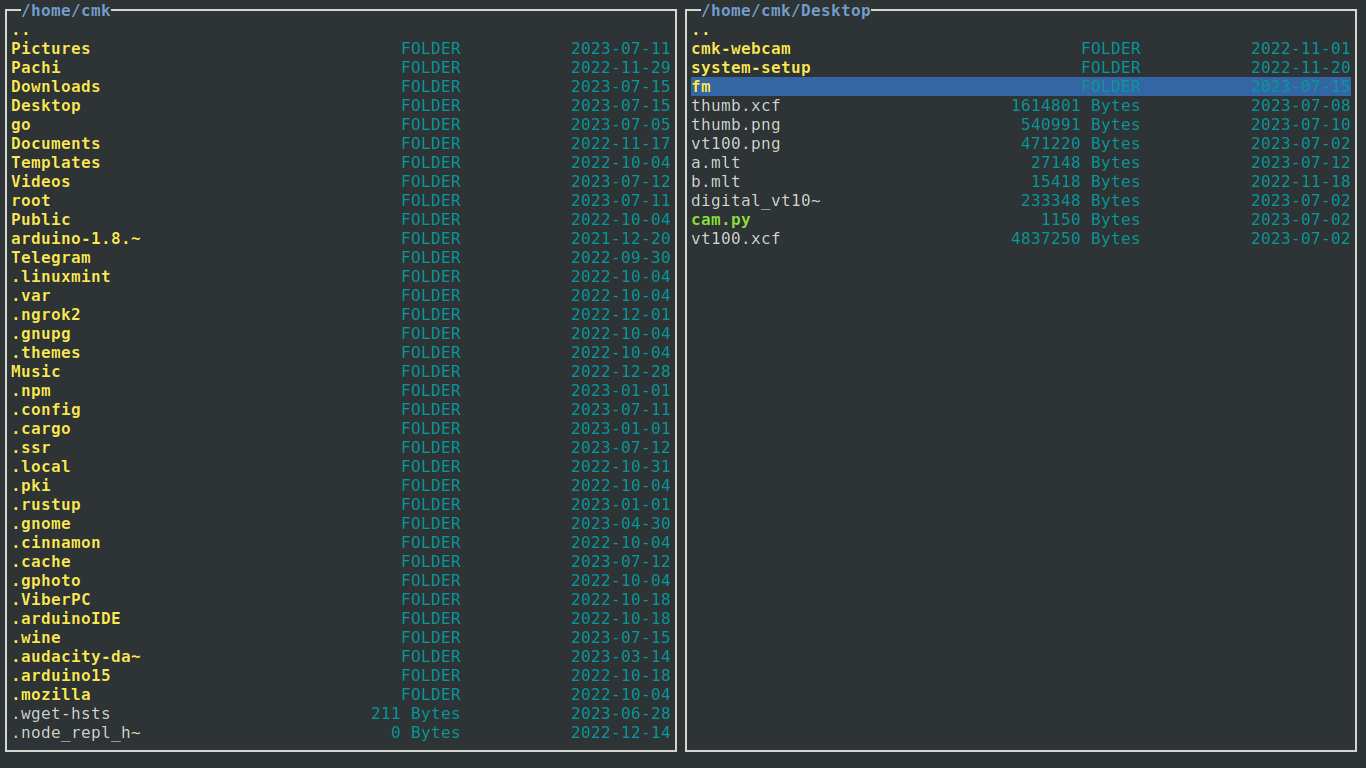 /home/cmk
..
Pictures FOLDER 2023-07-11
Pachi FOLDER 2022-11-29
Downloads FOLDER 2023-07-15
Desktop FOLDER 2023-07-15
go FOLDER 2023-07-05
Documents FOLDER 2022-11-17
Templates FOLDER 2022-10-04
Videos FOLDER 2023-07-12
root FOLDER 2023-07-11
Public FOLDER 2022-10-04
arduino-1.8.~ FOLDER 2021-12-20
Telegram FOLDER 2022-09-30
.linuxmint FOLDER 2022-10-04
.var FOLDER 2022-10-04
.ngrok2 FOLDER 2022-12-01
.gnupg FOLDER 2022-10-04
.themes FOLDER 2022-10-04
Music FOLDER 2022-12-28
.npm FOLDER 2023-01-01
.config FOLDER 2023-07-11
.cargo FOLDER 2023-01-01
.ssr FOLDER 2023-07-12
.local FOLDER 2022-10-31
.pki FOLDER 2022-10-04
.rustup FOLDER 2023-01-01
.gnome FOLDER 2023-04-30
.cinnamon FOLDER 2022-10-04
.cache FOLDER 2023-07-12
.gphoto FOLDER 2022-10-04
.ViberPC FOLDER 2022-10-18
.arduinoIDE FOLDER 2022-10-18
.wine FOLDER 2023-07-15
.audacity-da~ FOLDER 2023-03-14
.arduino15 FOLDER 2022-10-18
.mozilla FOLDER 2022-10-04
.wget-hsts 211 Bytes 2023-06-28
.node_repl_h~ 0 Bytes 2022-12-14
/home/cmk/Desktop
..
cmk-webcam FOLDER 2022-11-01
system-setup FOLDER 2022-11-20
fm FOLDER 2023-07-15
thumb.xcf 1614801 Bytes 2023-07-08
thumb.png 540991 Bytes 2023-07-10
vt100.png 471220 Bytes 2023-07-02
a.mlt 27148 Bytes 2023-07-12
b.mlt 15418 Bytes 2022-11-18
digital_vt10~ 233348 Bytes 2023-07-02
cam.py 1150 Bytes 2023-07-02
vt100.xcf 4837250 Bytes 2023-07-02